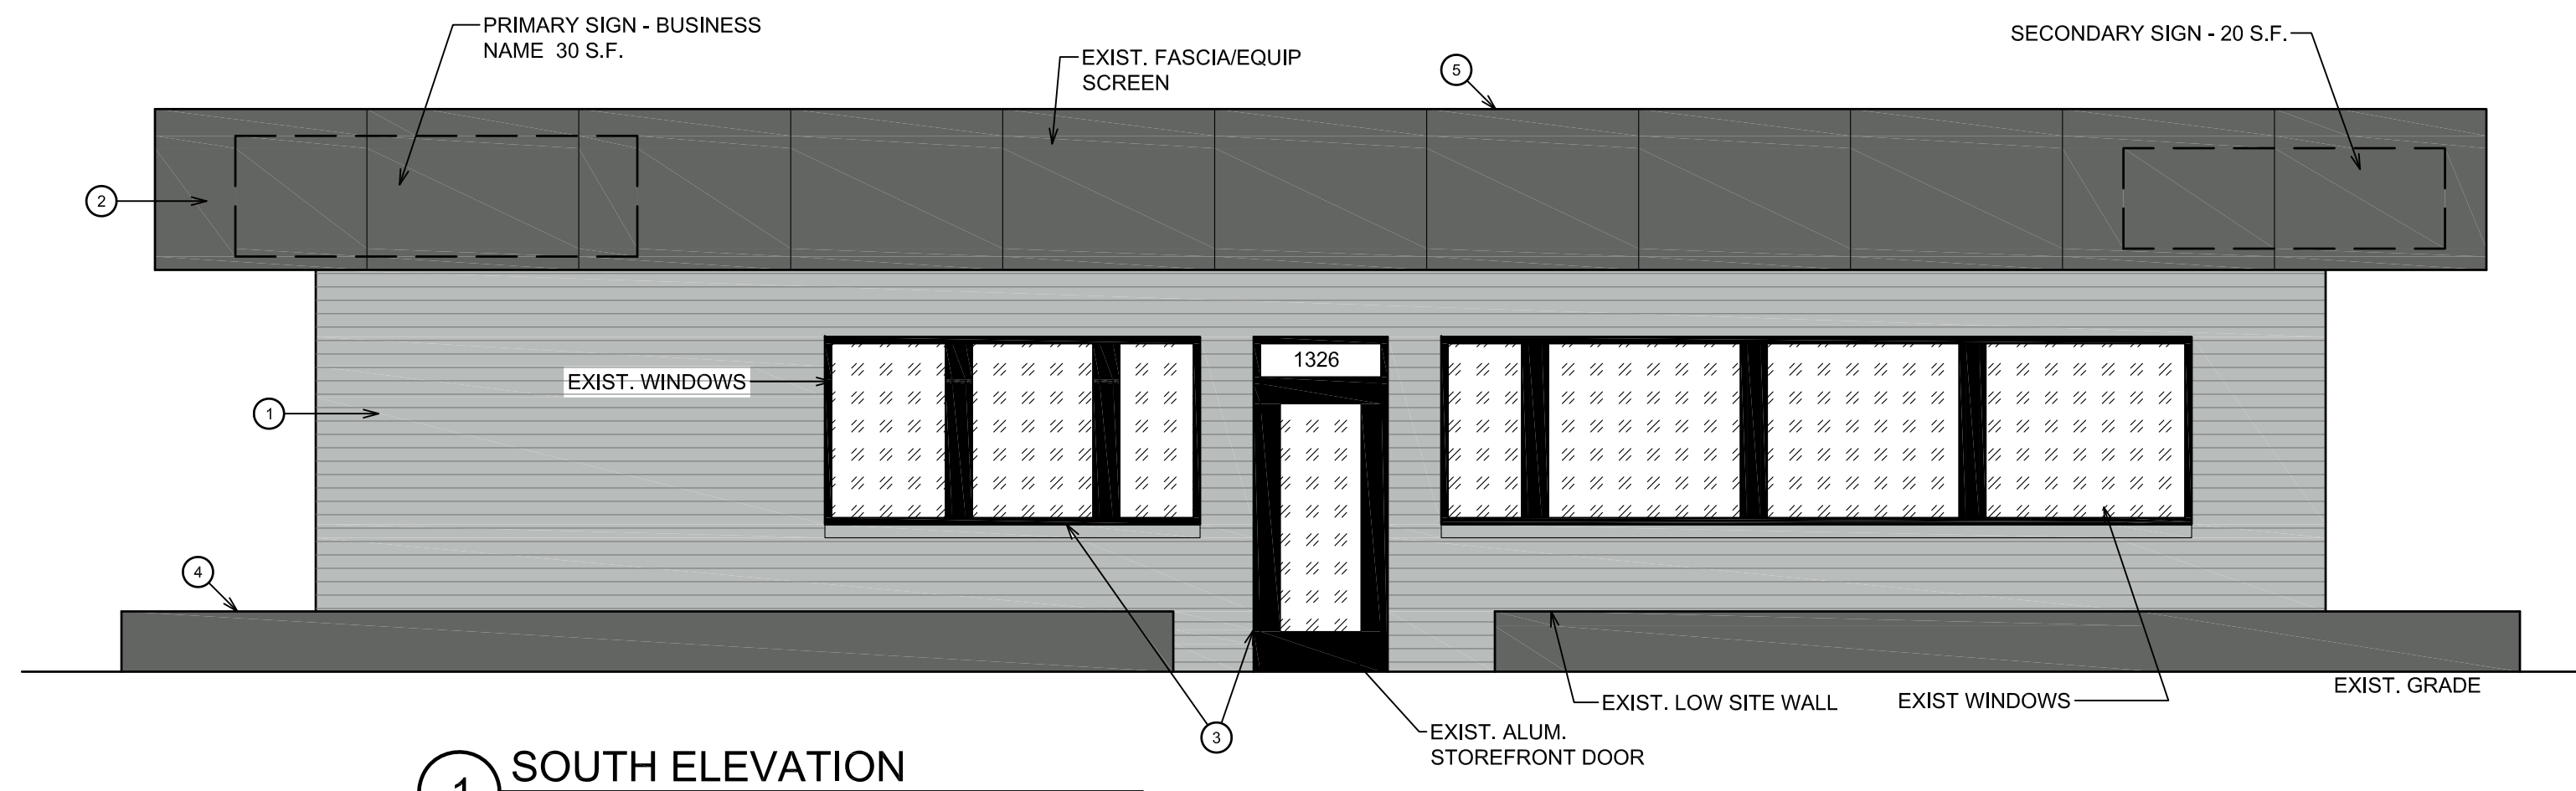 PRIMARY SIGN - BUSINESS
NAME 30 S.F.
EXIST. FASCIA/EQUIP
SCREEN
5
SECONDARY SIGN - 20 S.F.
2
1326
EXIST. WINDOWS
1
4
EXIST. LOW SITE WALL
EXIST WINDOWS
EXIST. GRADE
3
EXIST. ALUM.
STOREFRONT DOOR
1
SOUTH ELEVATION